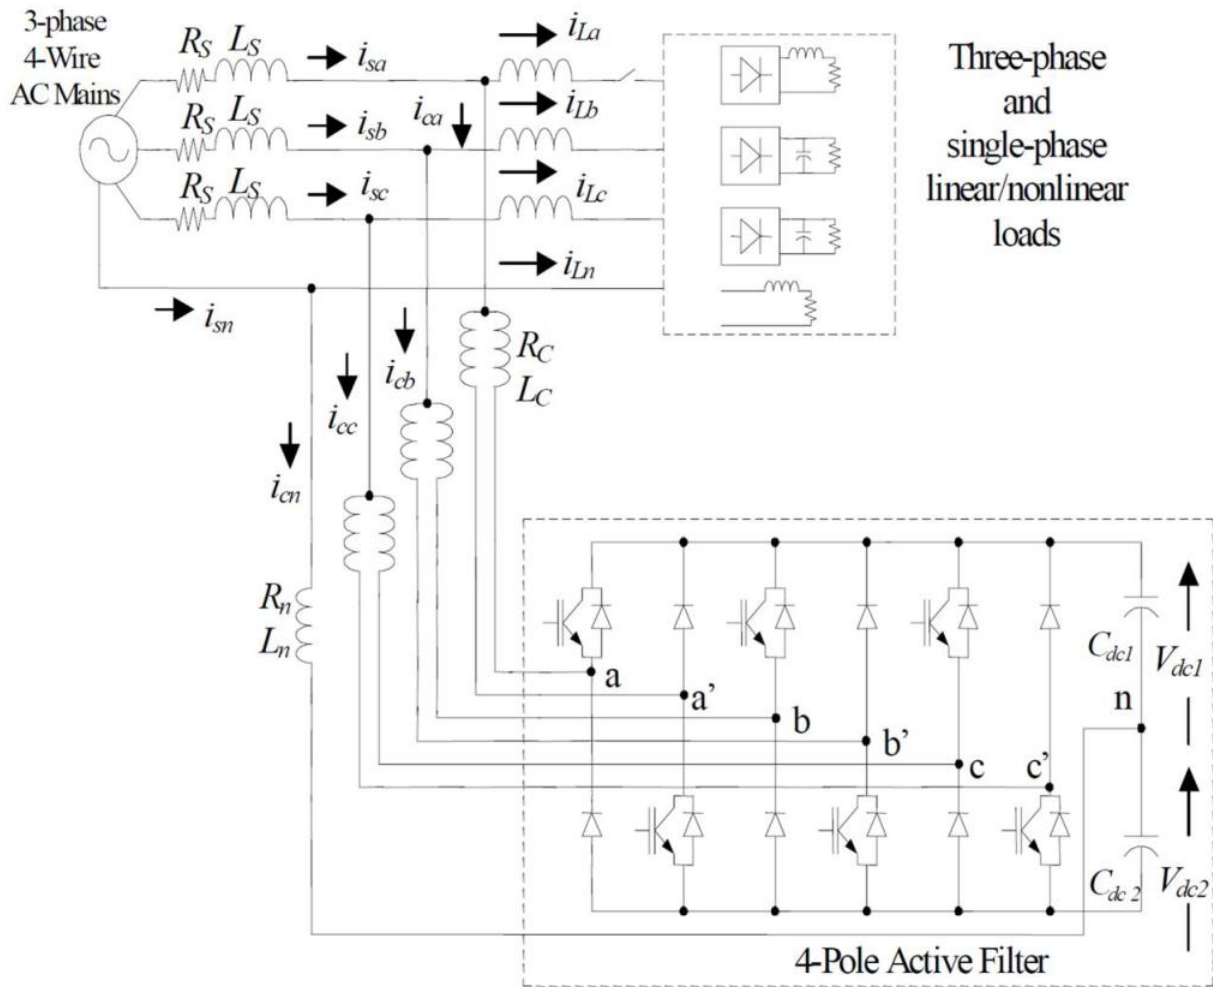 3-phase
4-Wire
AC Mains
R_S L_S
i_sa
i_La
R_S L_S
i_sb
i_ca
i_Lb
R_S L_S
i_sc
i_Lc
i_Ln
i_sn
Three-phase
and
single-phase
linear/nonlinear
loads
R_C
L_C
i_cb
i_cc
i_cn
R_n
L_n
a
a'
b
b'
c
c'
n
C_dc1
V_dc1
C_dc2
V_dc2
4-Pole Active Filter